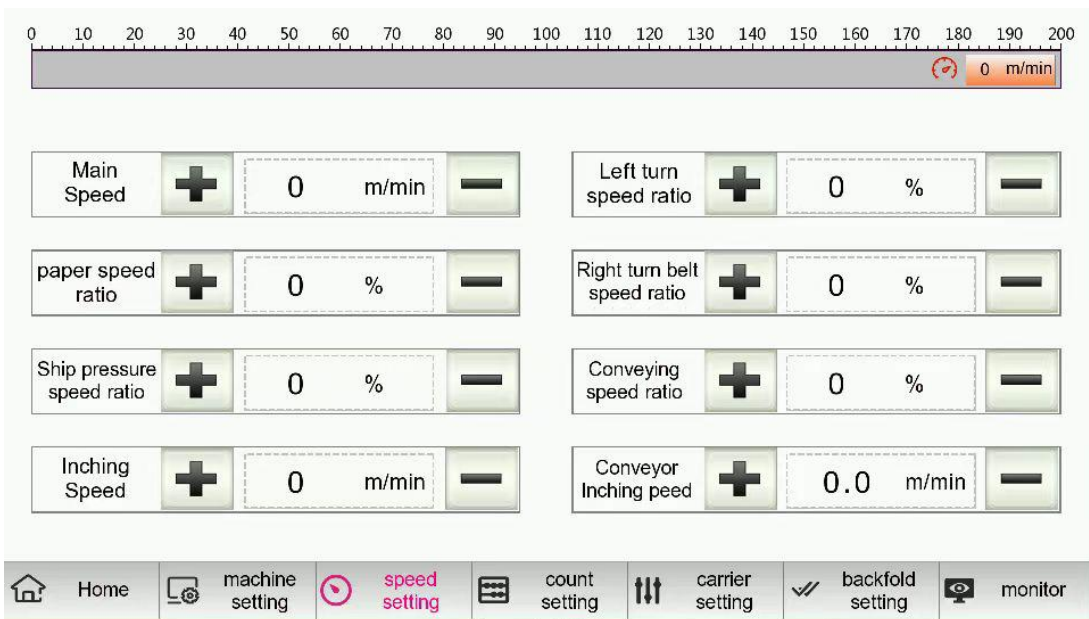 0 10 20 30 40 50 60 70 80 90 100 110 120 130 140 150 160 170 180 190 200
0 m/min
Main
Speed
0 m/min
Left turn
speed ratio
0 %
paper speed
ratio
0 %
Right turn belt
speed ratio
0 %
Ship pressure
speed ratio
0 %
Conveying
speed ratio
0 %
Inching
Speed
0 m/min
Conveyor
Inching peed
0.0 m/min
Home
machine
setting
speed
setting
count
setting
carrier
setting
backfold
setting
monitor